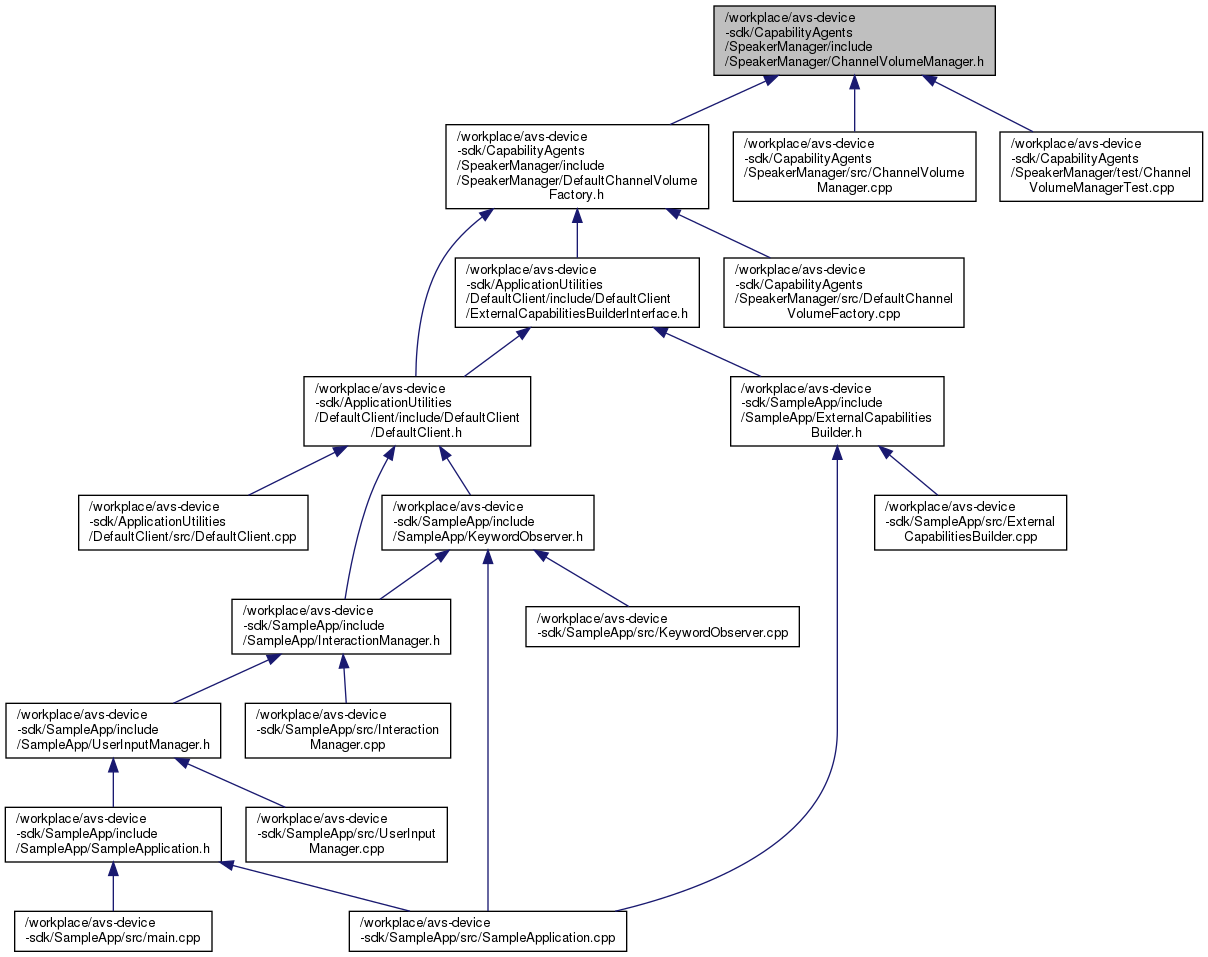 /workplace/avs-device
-sdk/CapabilityAgents
/SpeakerManager/include
/SpeakerManager/ChannelVolumeManager.h
/workplace/avs-device
-sdk/CapabilityAgents
/SpeakerManager/include
/SpeakerManager/DefaultChannelVolume
Factory.h
/workplace/avs-device
-sdk/CapabilityAgents
/SpeakerManager/src/ChannelVolume
Manager.cpp
/workplace/avs-device
-sdk/CapabilityAgents
/SpeakerManager/test/Channel
VolumeManagerTest.cpp
/workplace/avs-device
-sdk/ApplicationUtilities
/DefaultClient/include/DefaultClient
/ExternalCapabilitiesBuilderInterface.h
/workplace/avs-device
-sdk/CapabilityAgents
/SpeakerManager/src/DefaultChannel
VolumeFactory.cpp
/workplace/avs-device
-sdk/ApplicationUtilities
/DefaultClient/include/DefaultClient
/DefaultClient.h
/workplace/avs-device
-sdk/SampleApp/include
/SampleApp/ExternalCapabilities
Builder.h
/workplace/avs-device
-sdk/ApplicationUtilities
/DefaultClient/src/DefaultClient.cpp
/workplace/avs-device
-sdk/SampleApp/include
/SampleApp/KeywordObserver.h
/workplace/avs-device
-sdk/SampleApp/src/External
CapabilitiesBuilder.cpp
/workplace/avs-device
-sdk/SampleApp/include
/SampleApp/InteractionManager.h
/workplace/avs-device
-sdk/SampleApp/src/KeywordObserver.cpp
/workplace/avs-device
-sdk/SampleApp/include
/SampleApp/UserInputManager.h
/workplace/avs-device
-sdk/SampleApp/src/Interaction
Manager.cpp
/workplace/avs-device
-sdk/SampleApp/include
/SampleApp/SampleApplication.h
/workplace/avs-device
-sdk/SampleApp/src/UserInput
Manager.cpp
/workplace/avs-device
-sdk/SampleApp/src/main.cpp
/workplace/avs-device
-sdk/SampleApp/src/SampleApplication.cpp